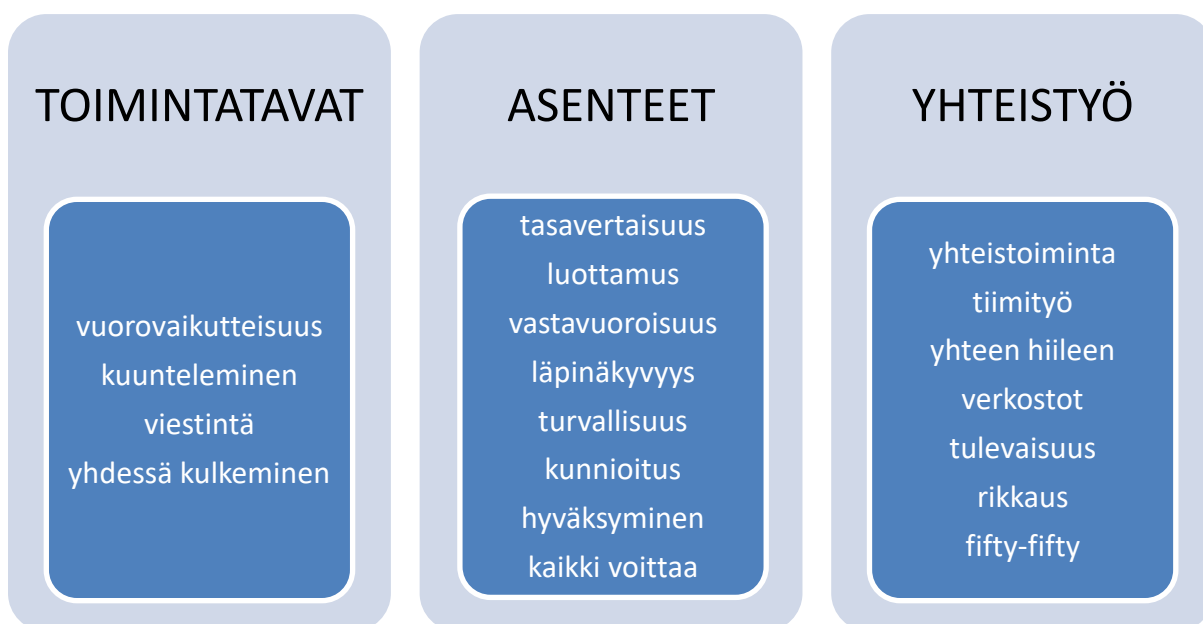 TOIMINTATAVAT
vuorovaikutteisuus
kuunteleminen
viestintä
yhdessä kulkeminen
ASENTEET
tasavertaisuus
luottamus
vastavuoroisuus
läpinäkyvyys
turvallisuus
kunnioitus
hyväksyminen
kaikki voittaa
YHTEISTYÖ
yhteistoiminta
tiimityö
yhteen hiileen
verkostot
tulevaisuus
rikkaus
fifty-fifty